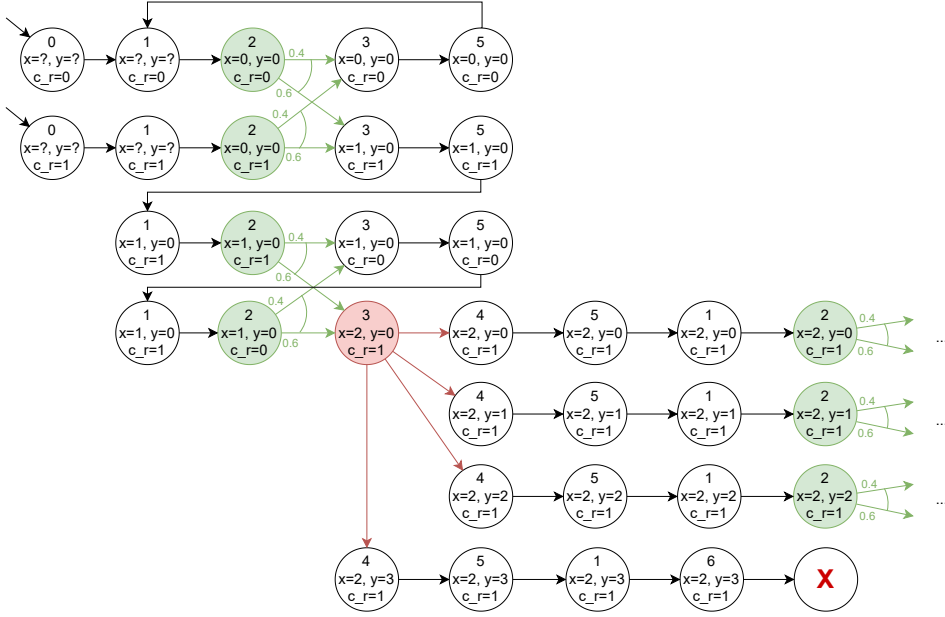 0
x=?, y=?
c_r=0
1
x=?, y=?
c_r=0
2
x=0, y=0
c_r=0
0.4
0.6
3
x=0, y=0
c_r=0
5
x=0, y=0
c_r=0
0
x=?, y=?
c_r=1
1
x=?, y=?
c_r=1
2
x=0, y=0
c_r=1
0.4
0.6
3
x=1, y=0
c_r=1
5
x=1, y=0
c_r=1
1
x=1, y=0
c_r=1
2
x=1, y=0
c_r=1
0.4
0.6
3
x=1, y=0
c_r=0
5
x=1, y=0
c_r=0
1
x=1, y=0
c_r=1
2
x=1, y=0
c_r=0
0.4
0.6
3
x=2, y=0
c_r=1
4
x=2, y=0
c_r=1
5
x=2, y=0
c_r=1
1
x=2, y=0
c_r=1
2
x=2, y=0
c_r=1
0.4
0.6
...
4
x=2, y=1
c_r=1
5
x=2, y=1
c_r=1
1
x=2, y=1
c_r=1
2
x=2, y=1
c_r=1
0.4
0.6
...
4
x=2, y=2
c_r=1
5
x=2, y=2
c_r=1
1
x=2, y=2
c_r=1
2
x=2, y=2
c_r=1
0.4
0.6
...
4
x=2, y=3
c_r=1
5
x=2, y=3
c_r=1
1
x=2, y=3
c_r=1
6
x=2, y=3
c_r=1
X